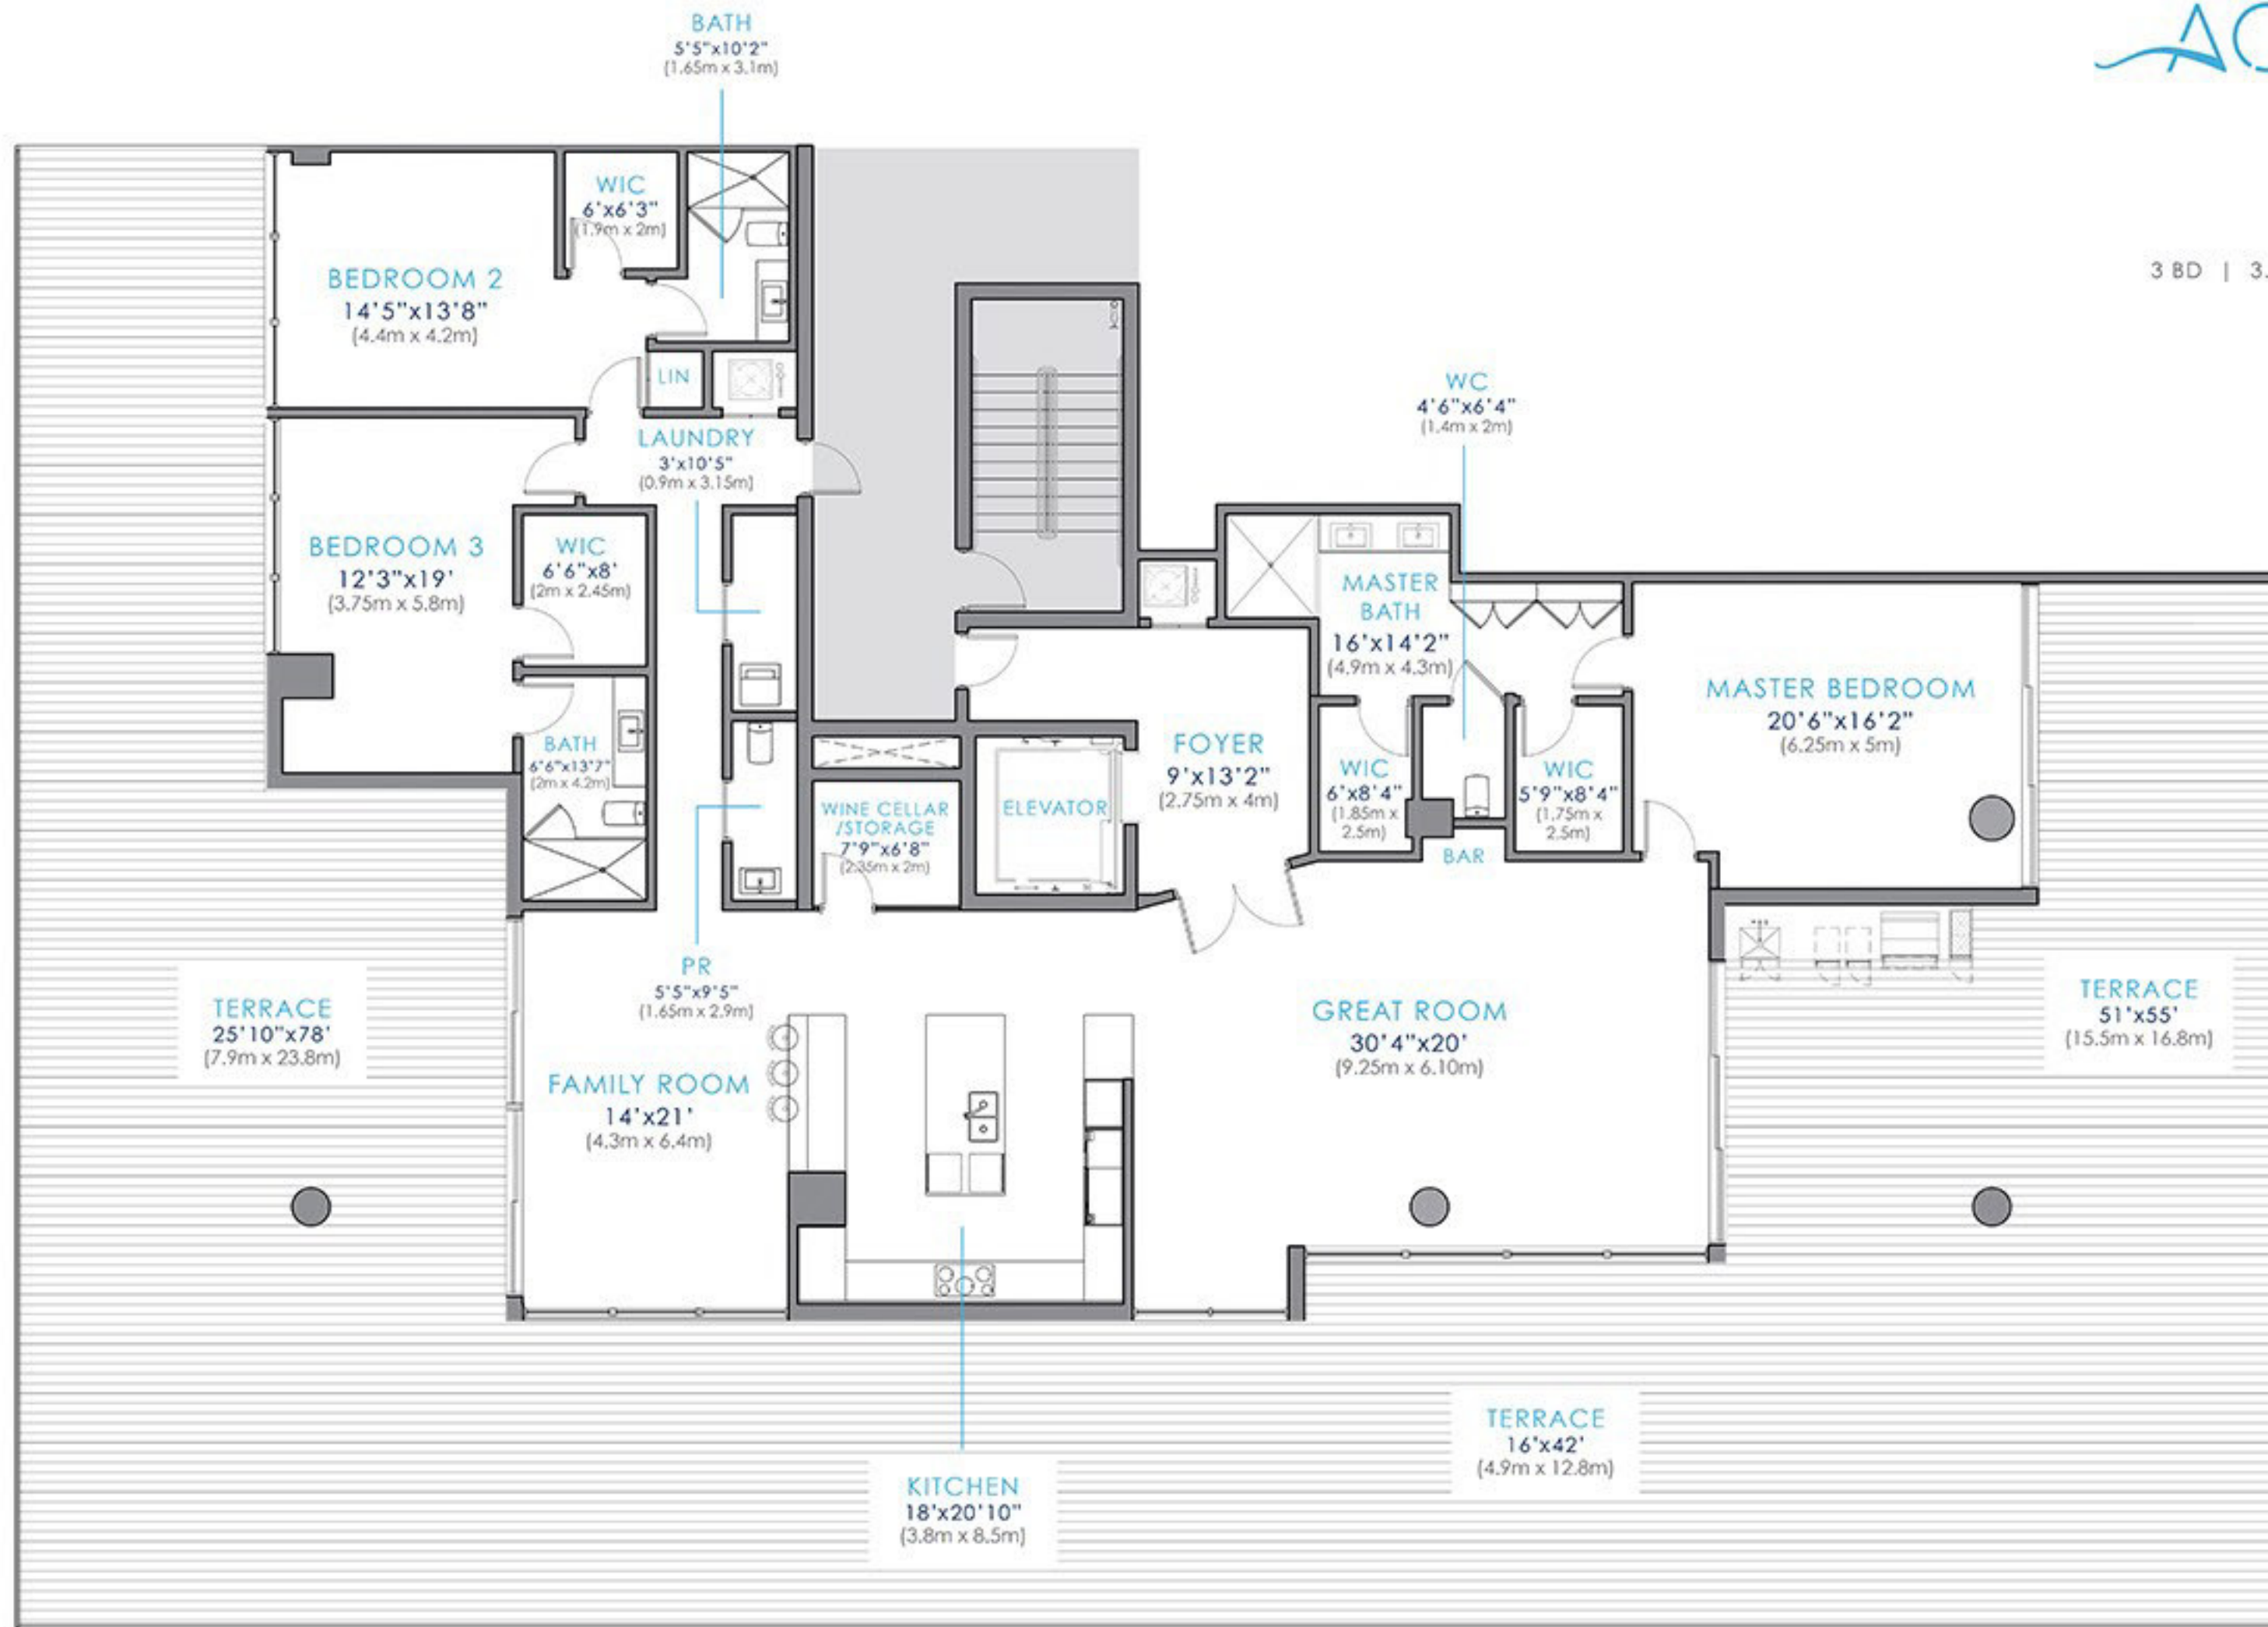 BATH
5'5"x10'2"
(1.65m x 3.1m)
3 BD | 3.
WIC
6'x6'3"
(1.9m x 2m)
BEDROOM 2
14'5"x13'8"
(4.4m x 4.2m)
LIN
LAUNDRY
3'x10'5"
(0.9m x 3.15m)
WC
4'6"x6'4"
(1.4m x 2m)
BEDROOM 3
12'3"x19'
(3.75m x 5.8m)
WIC
6'6"x8'
(2m x 2.45m)
MASTER
BATH
16'x14'2"
(4.9m x 4.3m)
MASTER BEDROOM
20'6"x16'2"
(6.25m x 5m)
BATH
6'6"x13'7"
(2m x 4.2m)
FOYER
9'x13'2"
(2.75m x 4m)
WIC
6'x8'4"
(1.85m x
2.5m)
WIC
5'9"x8'4"
(1.75m x
2.5m)
WINE CELLAR
/STORAGE
7'9"x6'8"
(2.35m x 2m)
ELEVATOR
BAR
PR
5'5"x9'5"
(1.65m x 2.9m)
TERRACE
25'10"x78'
(7.9m x 23.8m)
GREAT ROOM
30'4"x20'
(9.25m x 6.10m)
TERRACE
51'x55'
(15.5m x 16.8m)
FAMILY ROOM
14'x21'
(4.3m x 6.4m)
TERRACE
16'x42'
(4.9m x 12.8m)
KITCHEN
18'x20'10"
(3.8m x 8.5m)